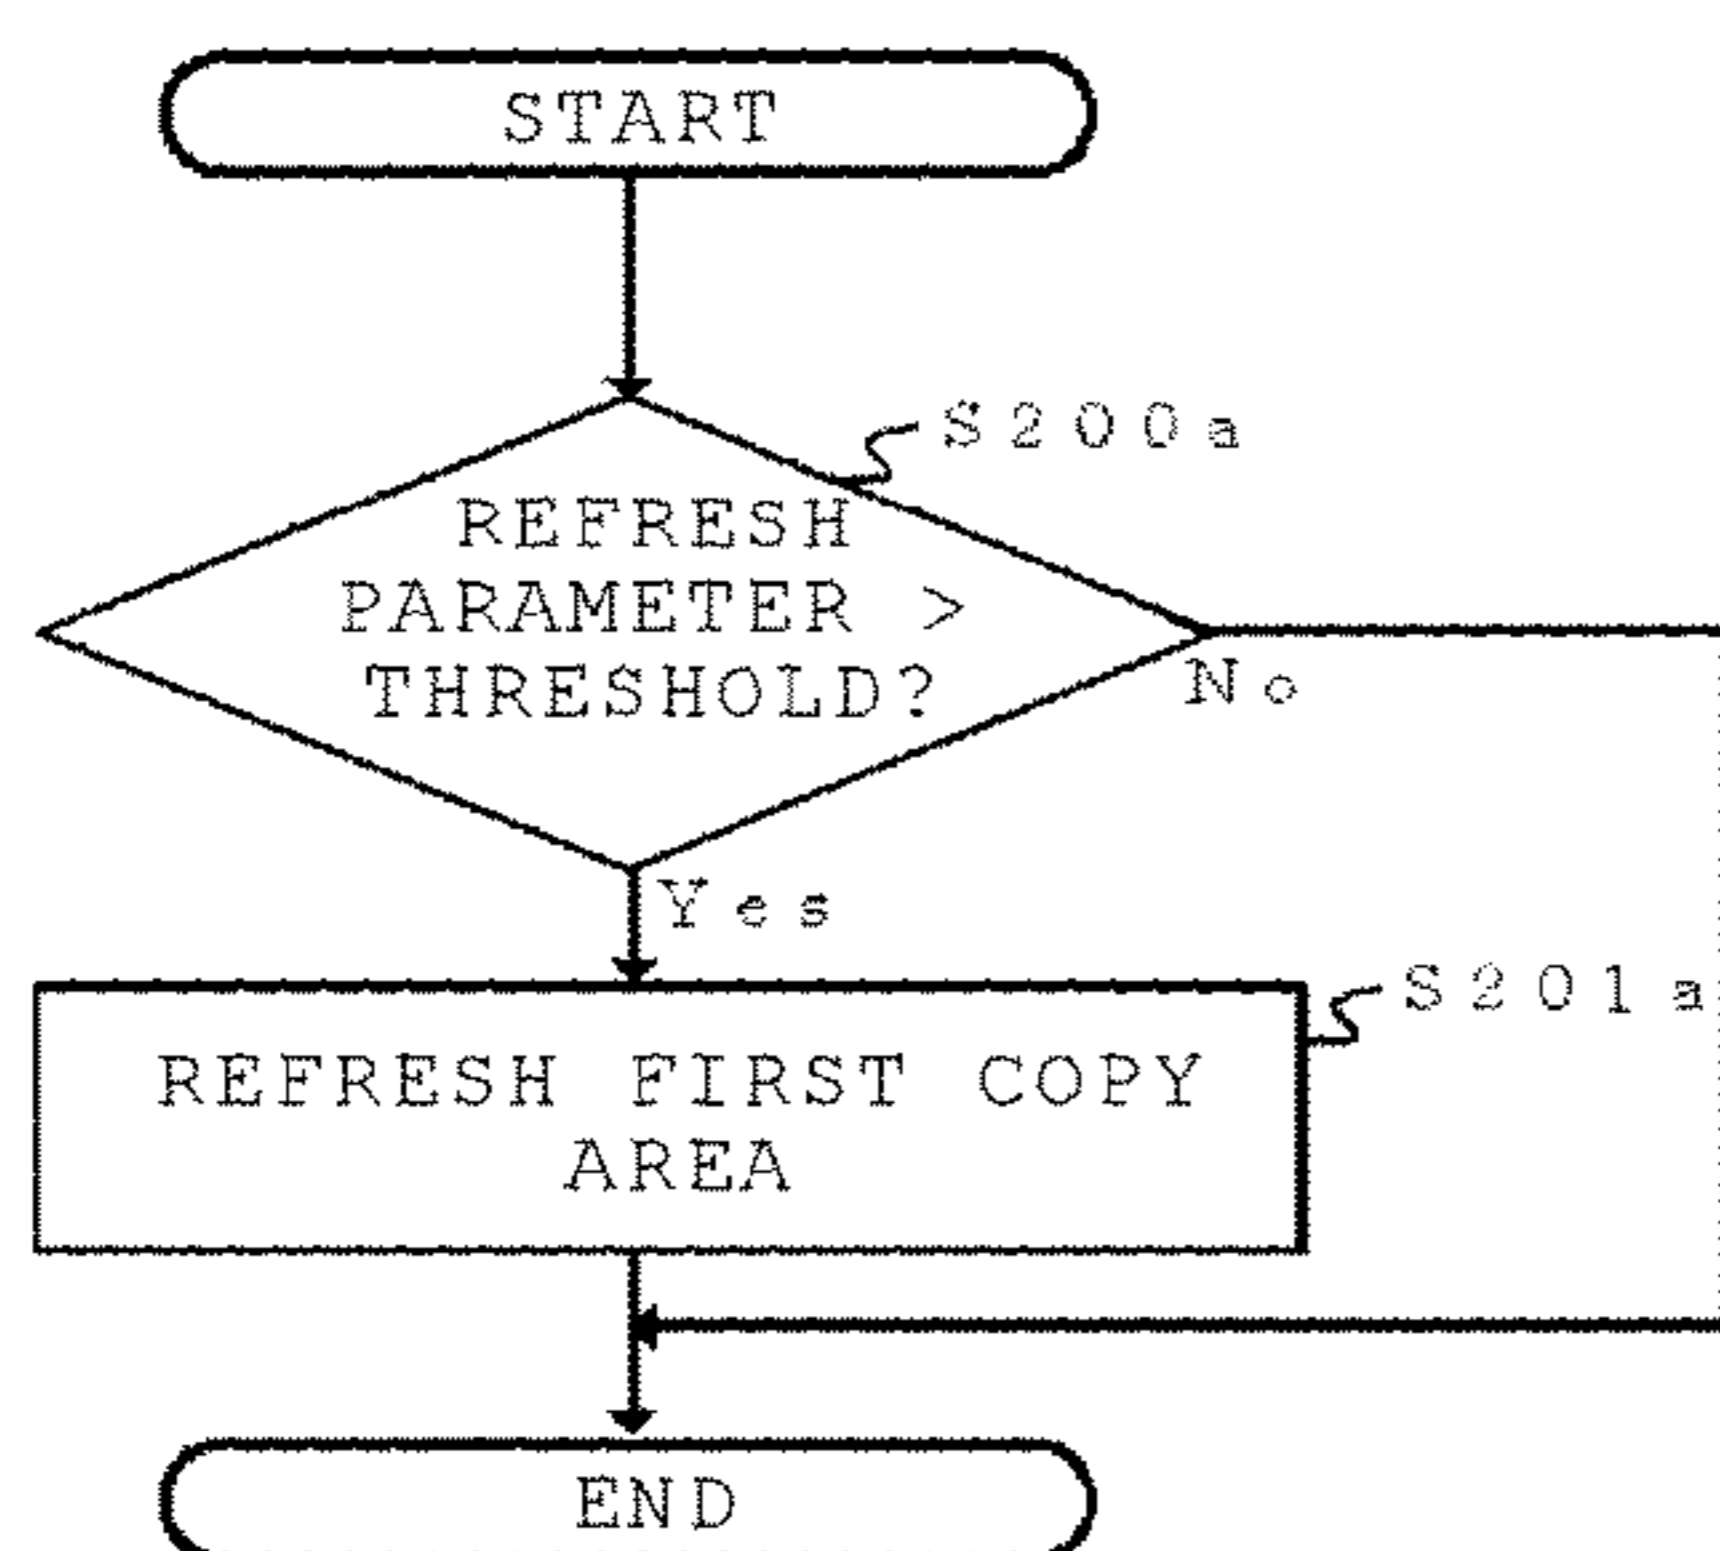 START
S200a
REFRESH
PARAMETER >
THRESHOLD?
No
Yes
S201a
REFRESH FIRST COPY
AREA
END